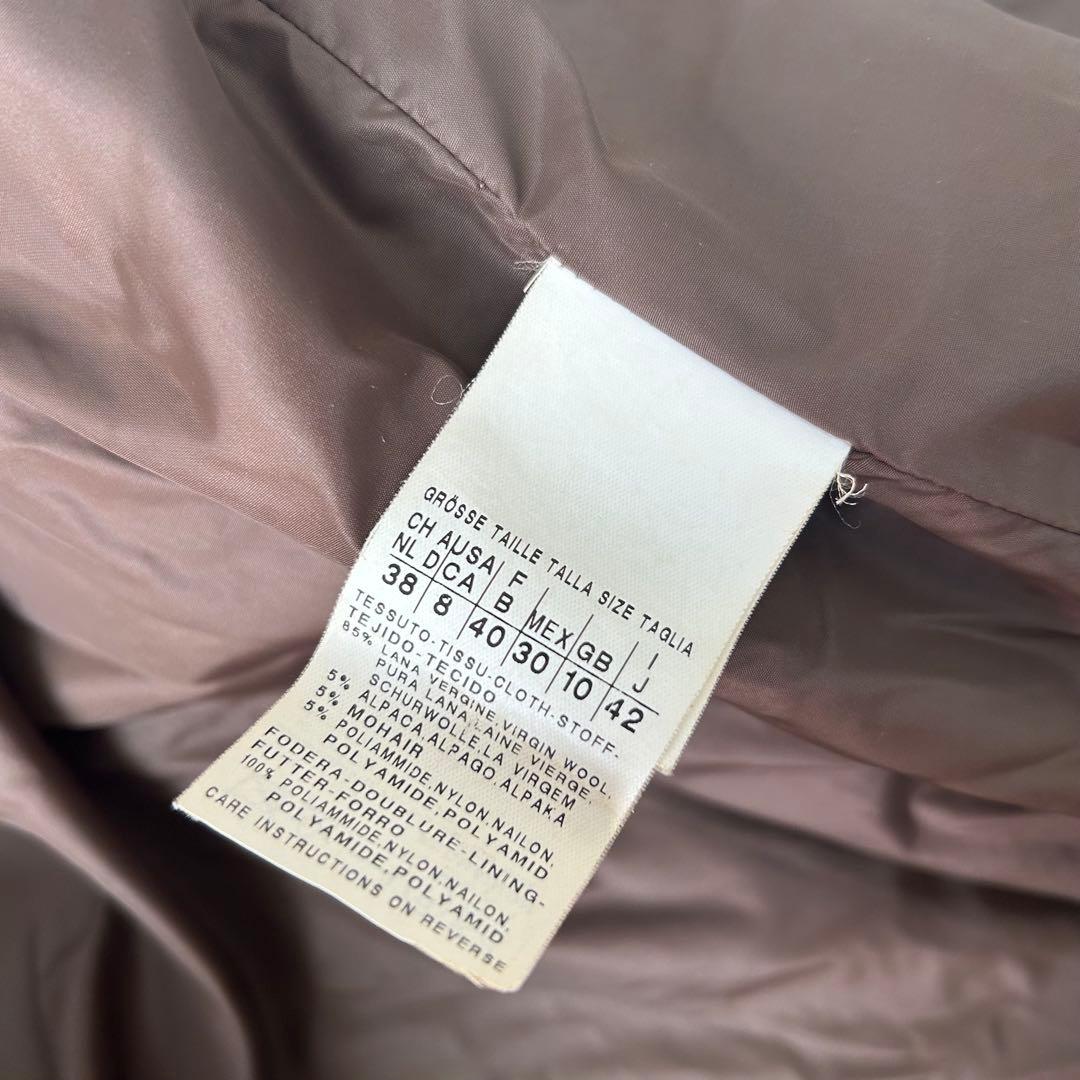 GRÖSSE TAILLE TALLA SIZE TAGLIA
CH A USA F I
NL D CA B MEX GB J
38 8 40 30 10 42
TESSUTO-TISSU-CLOTH-STOFF-
TEJIDO-TECIDO
85% LANA VERGINE, VIRGIN WOOL,
PURA LANA, LAINE VIERGE,
SCHURWOLLE, LA VIRGEM
5% ALPACA, ALPAGO, ALPAKA
5% MOHAIR
5% POLIAMMIDE, NYLON, NAILON,
POLYAMIDE, POLYAMID
FODERA-DOUBLURE-LINING-
FUTTER-FORRO
100% POLIAMMIDE, NYLON, NAILON,
POLYAMIDE, POLYAMID
CARE INSTRUCTIONS ON REVERSE